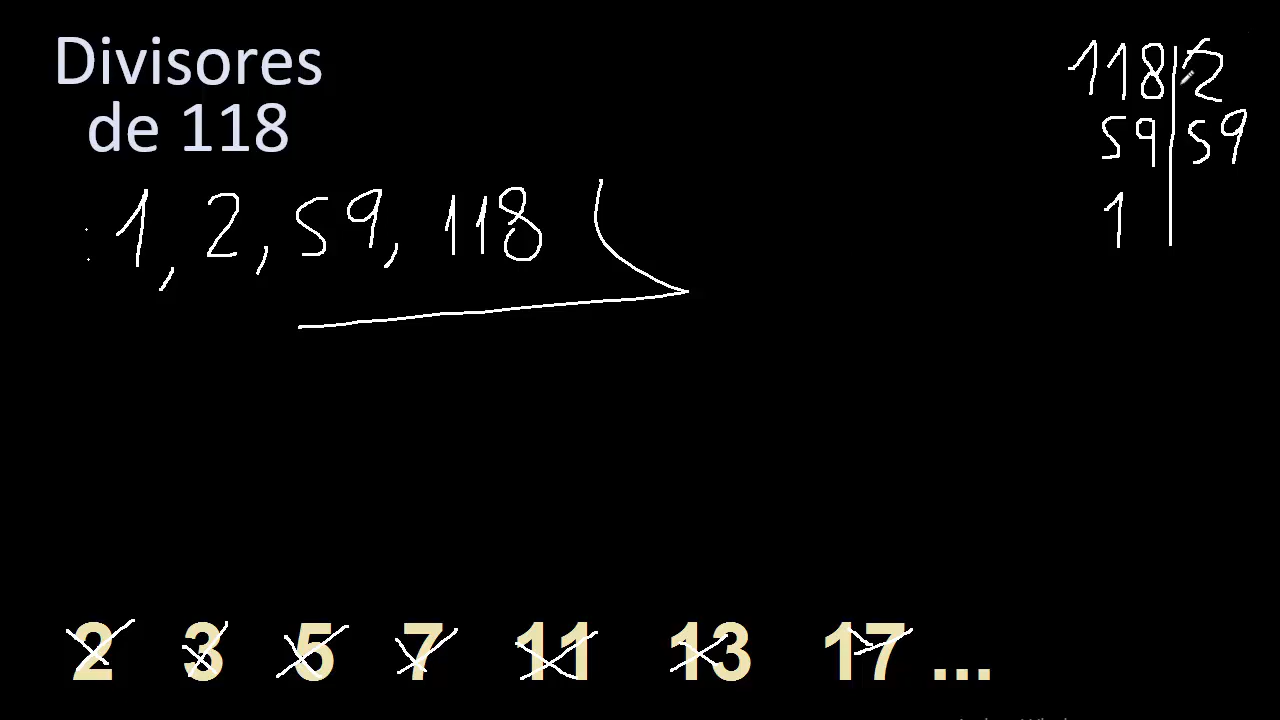 Divisores
de 118
: 1, 2, 59, 118
118 | 2
59 | 59
1 |
2 3 5 7 11 13 17 ...